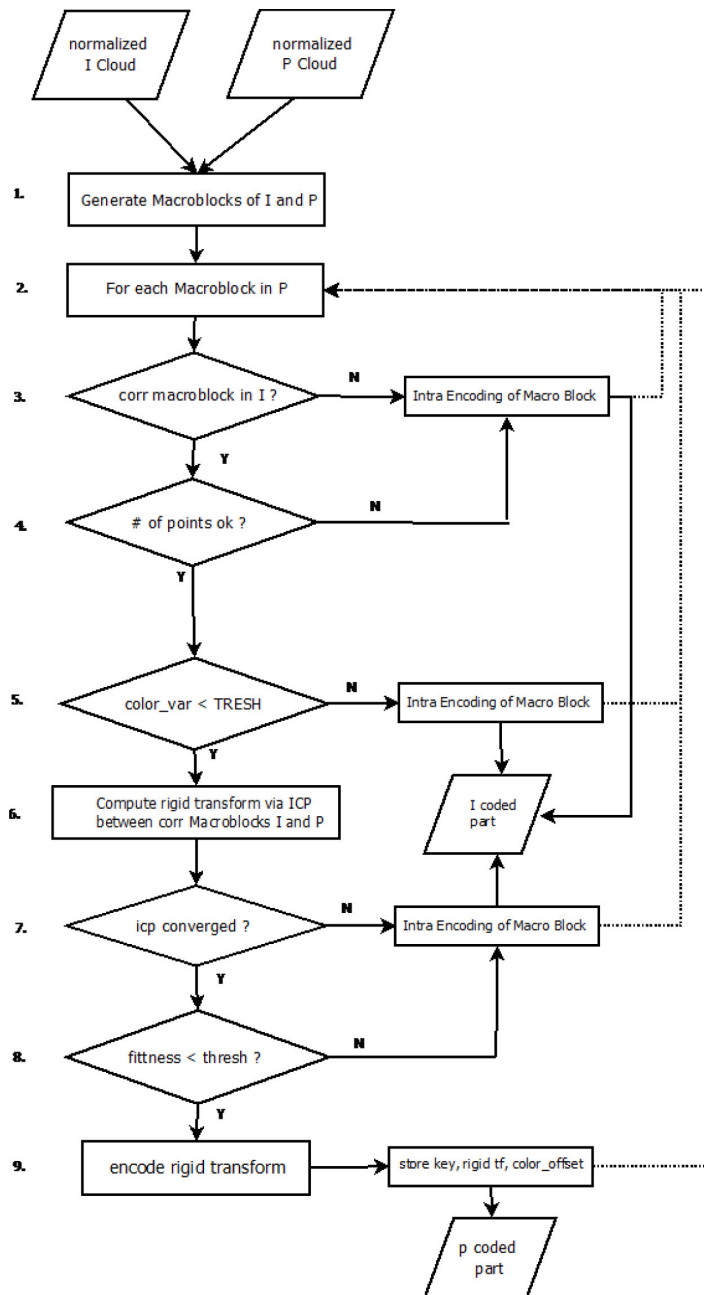 normalized
I Cloud
normalized
P Cloud
1.
Generate Macroblocks of I and P
2.
For each Macroblock in P
3.
corr macroblock in I ?
N
Intra Encoding of Macro Block
Y
4.
# of points ok ?
N
Y
5.
color_var < TRESH
N
Intra Encoding of Macro Block
Y
6.
Compute rigid transform via ICP
between corr Macroblocks I and P
I coded
part
7.
icp converged ?
N
Intra Encoding of Macro Block
Y
8.
fittness < thresh ?
N
Y
9.
encode rigid transform
store key, rigid tf, color_offset
p coded
part